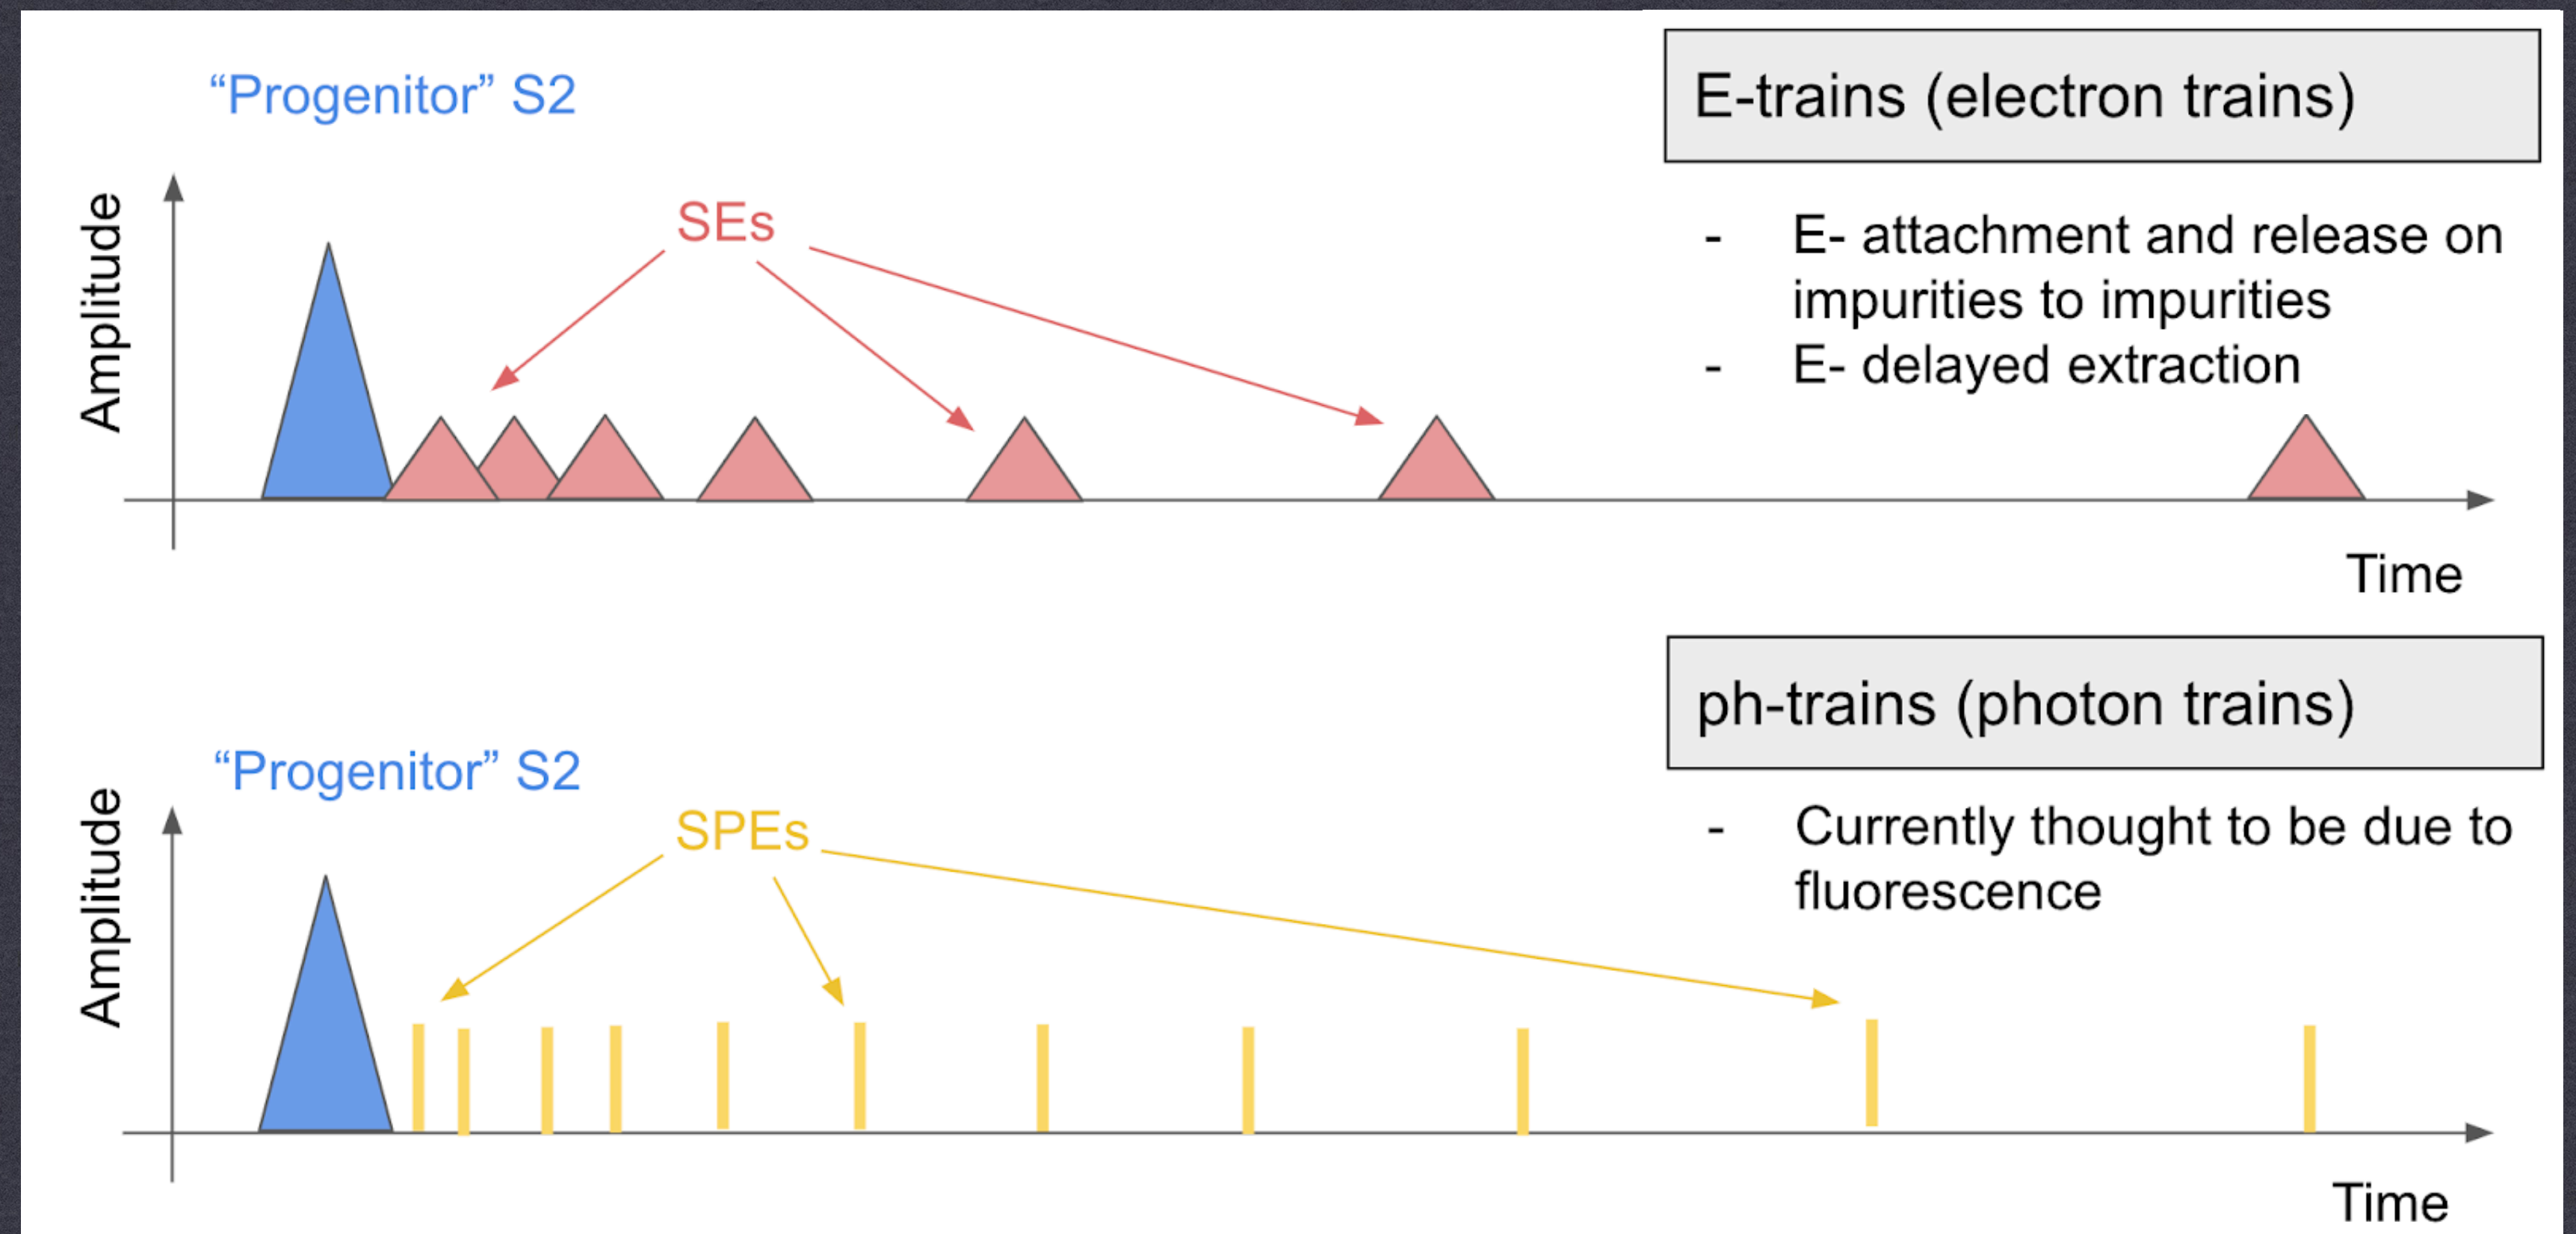 “Progenitor” S2
E-trains (electron trains)
Amplitude
SEs
- E- attachment and release on
impurities to impurities
- E- delayed extraction
Time
ph-trains (photon trains)
“Progenitor” S2
Amplitude
SPEs
- Currently thought to be due to
fluorescence
Time